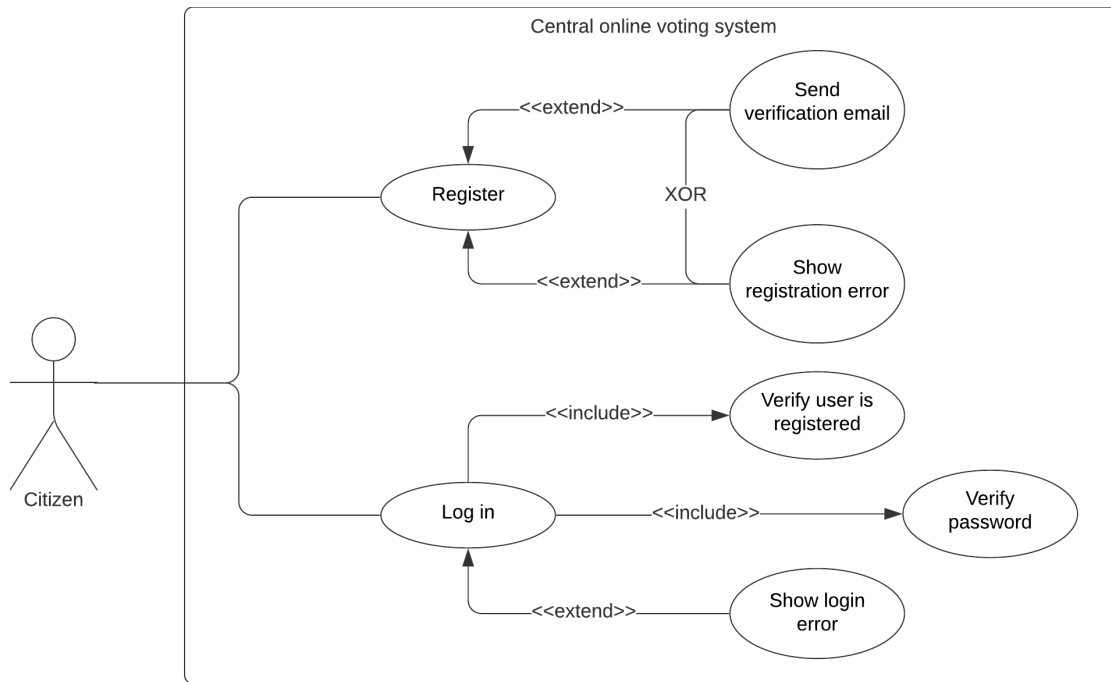 Central online voting system
Send
verification email
<<extend>>
Register
XOR
Show
registration error
<<extend>>
Citizen
Verify user is
registered
<<include>>
Log in
<<include>>
Verify
password
Show login
error
<<extend>>